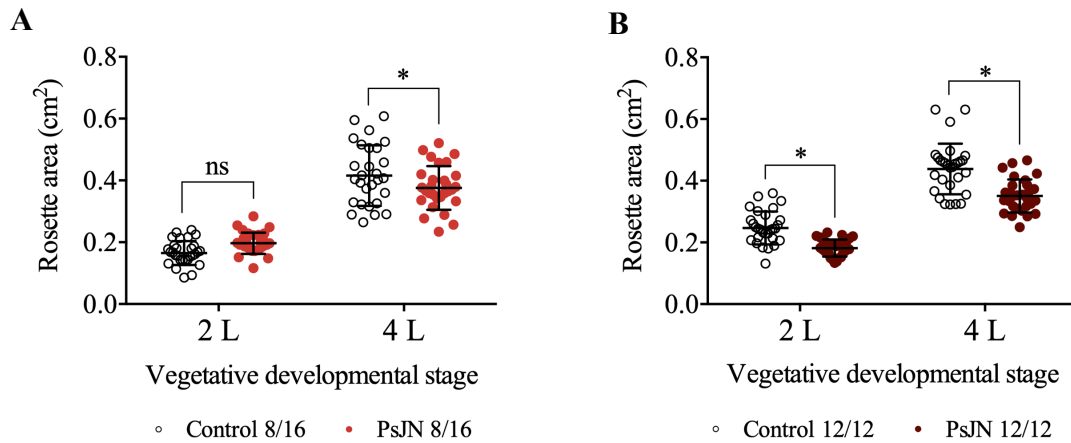 A
Rosette area (cm²)
0.8
0.6
0.4
0.2
0.0
ns
*
2 L
4 L
Vegetative developmental stage
Control 8/16
PsJN 8/16
B
Rosette area (cm²)
0.8
0.6
0.4
0.2
0.0
*
*
2 L
4 L
Vegetative developmental stage
Control 12/12
PsJN 12/12